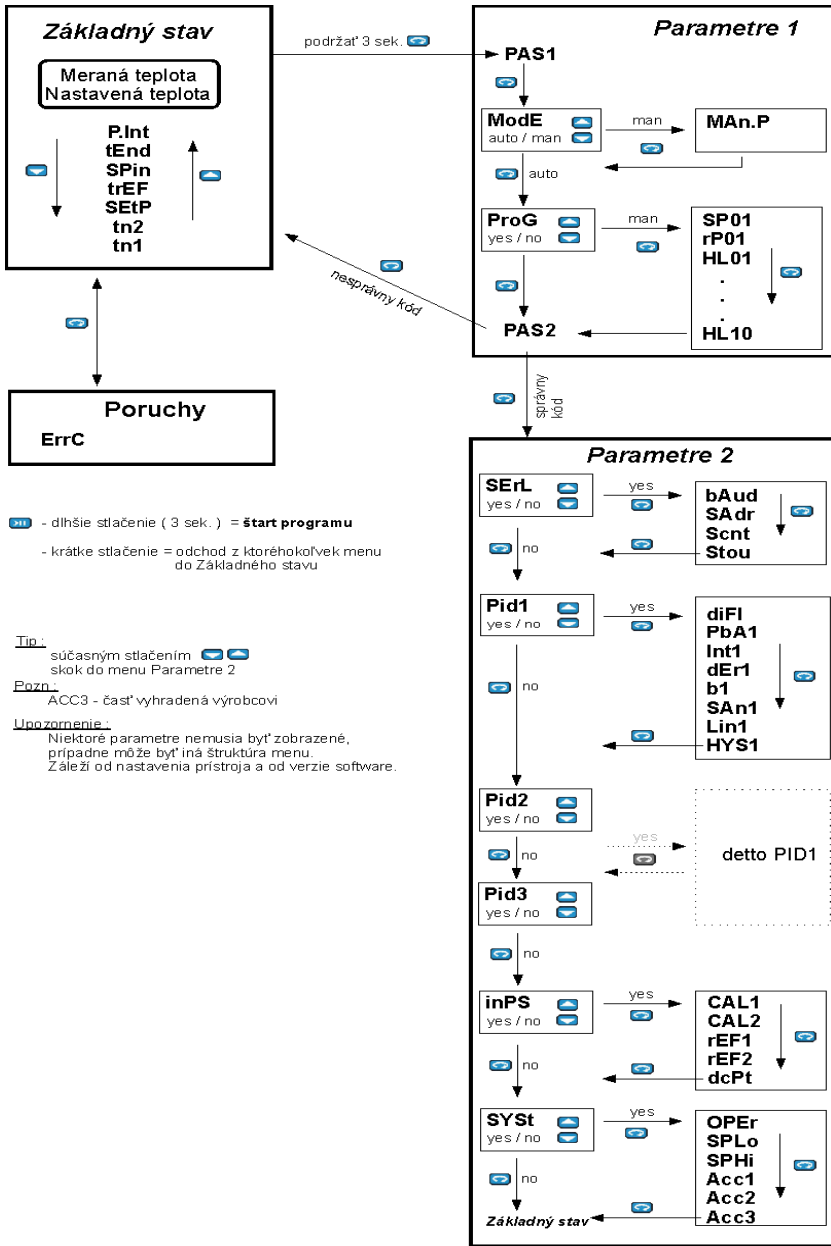 Základný stav
Meraná teplota
Nastavená teplota
P.Int
tEnd
SPin
trEF
SEtP
tn2
tn1
podržať 3 sek.
Parametre 1
PAS1
ModE
auto / man
man
MAn.P
auto
ProG
yes / no
man
SP01
rP01
HL01
.
.
.
HL10
PAS2
nesprávny kód
správny
kód
Poruchy
ErrC
- dlhšie stlačenie ( 3 sek. ) = štart programu
- krátke stlačenie = odchod z ktoréhokoľvek menu
do Základného stavu
Tip :
súčasným stlačením
skok do menu Parametre 2
Pozn :
ACC3 - časť vyhradená výrobcovi
Upozornenie :
Niektoré parametre nemusia byť zobrazené,
prípadne môže byť iná štruktúra menu.
Záleží od nastavenia prístroja a od verzie software.
Parametre 2
SErL
yes / no
yes
bAud
SAdr
Scnt
Stou
no
Pid1
yes / no
yes
diFI
PbA1
Int1
dEr1
b1
SAn1
Lin1
HYS1
no
Pid2
yes / no
yes
detto PID1
no
Pid3
yes / no
no
inPS
yes / no
yes
CAL1
CAL2
rEF1
rEF2
dcPt
no
SYSt
yes / no
yes
OPEr
SPLo
SPHi
Acc1
Acc2
Acc3
no
Základný stav